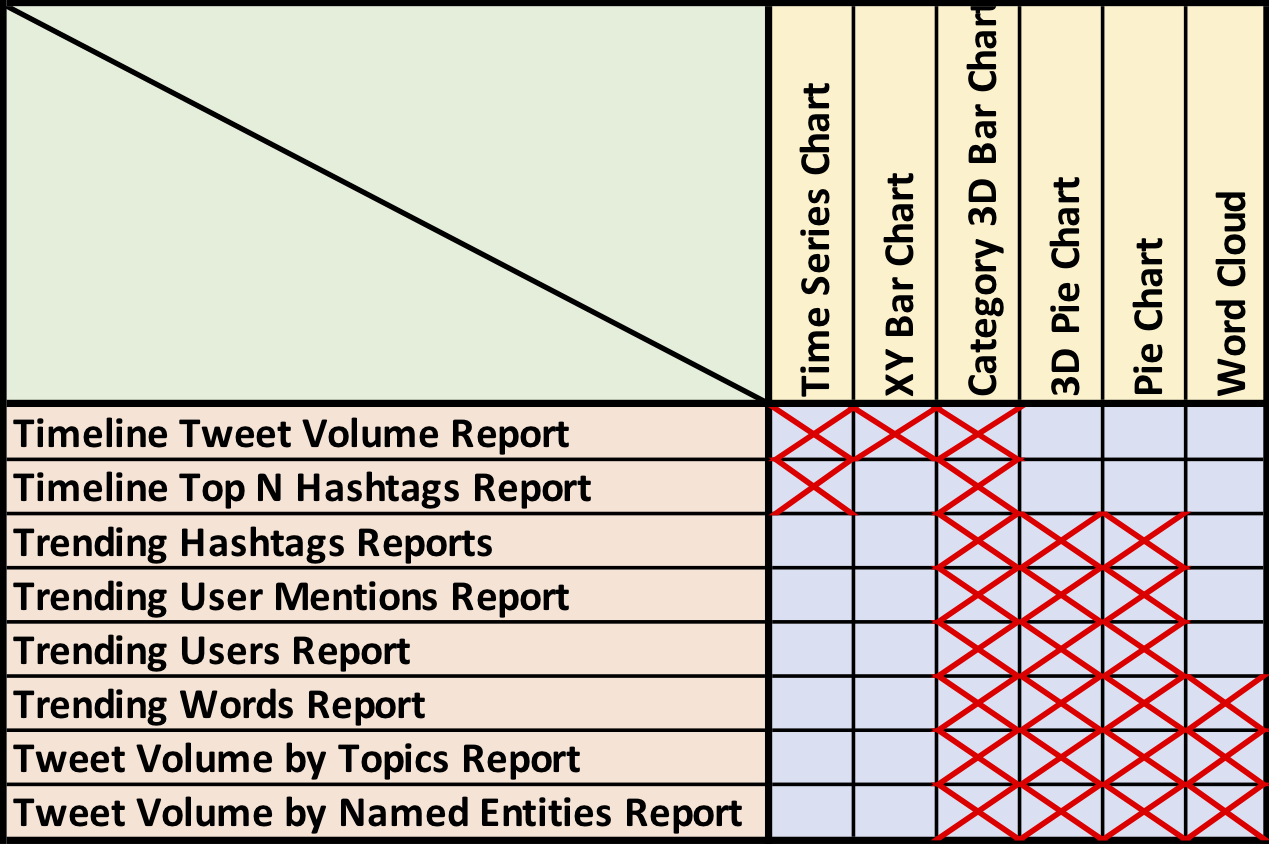 Time Series Chart
XY Bar Chart
Category 3D Bar Chart
3D Pie Chart
Pie Chart
Word Cloud
Timeline Tweet Volume Report
Timeline Top N Hashtags Report
Trending Hashtags Reports
Trending User Mentions Report
Trending Users Report
Trending Words Report
Tweet Volume by Topics Report
Tweet Volume by Named Entities Report